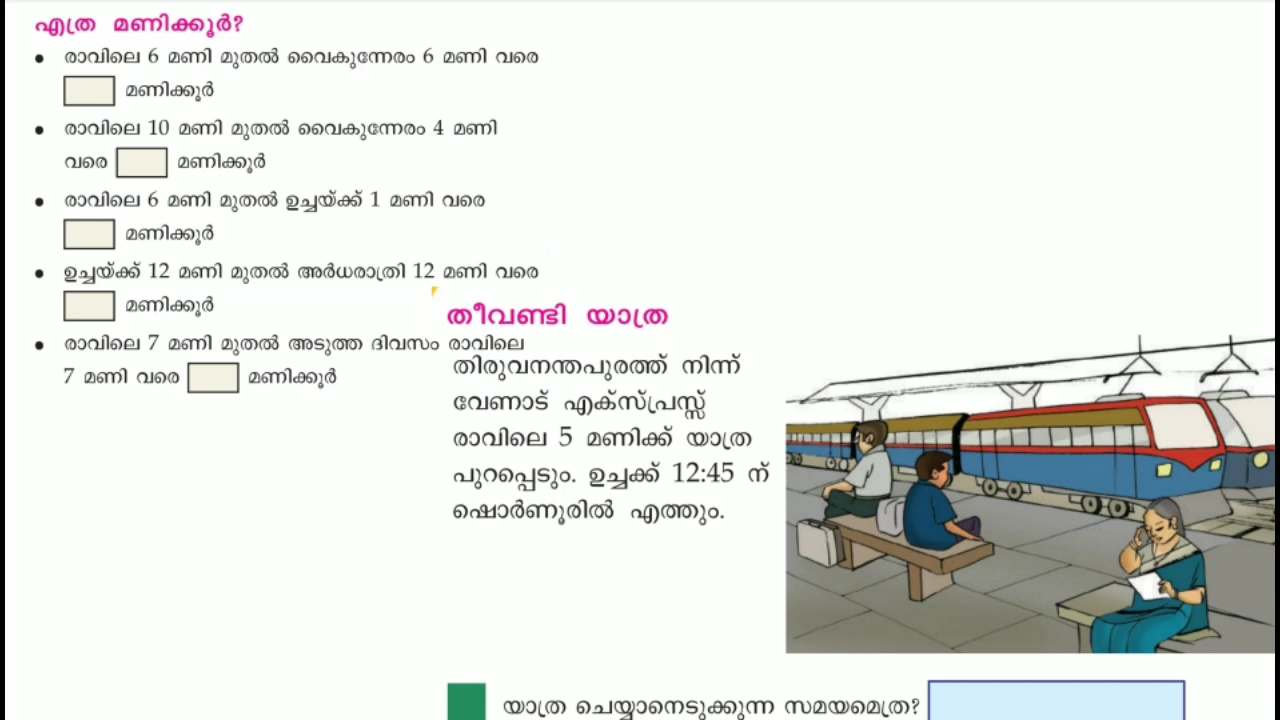 എത്ര മണിക്കൂർ?
• രാവിലെ 6 മണി മുതൽ വൈകുന്നേരം 6 മണി വരെ
മണിക്കൂർ
• രാവിലെ 10 മണി മുതൽ വൈകുന്നേരം 4 മണി
വരെ മണിക്കൂർ
• രാവിലെ 6 മണി മുതൽ ഉച്ചയ്ക്ക് 1 മണി വരെ
മണിക്കൂർ
• ഉച്ചയ്ക്ക് 12 മണി മുതൽ അർധരാത്രി 12 മണി വരെ
മണിക്കൂർ
• രാവിലെ 7 മണി മുതൽ അടുത്ത ദിവസം രാവിലെ
7 മണി വരെ മണിക്കൂർ
തീവണ്ടി യാത്ര
തിരുവനന്തപുരത്ത് നിന്ന്
വേണാട് എക്സ്പ്രസ്സ്
രാവിലെ 5 മണിക്ക് യാത്ര
പുറപ്പെടും. ഉച്ചക്ക് 12:45 ന്
ഷൊർണൂരിൽ എത്തും.
യാത്ര ചെയ്യാനെടുക്കുന്ന സമയമെത്ര?